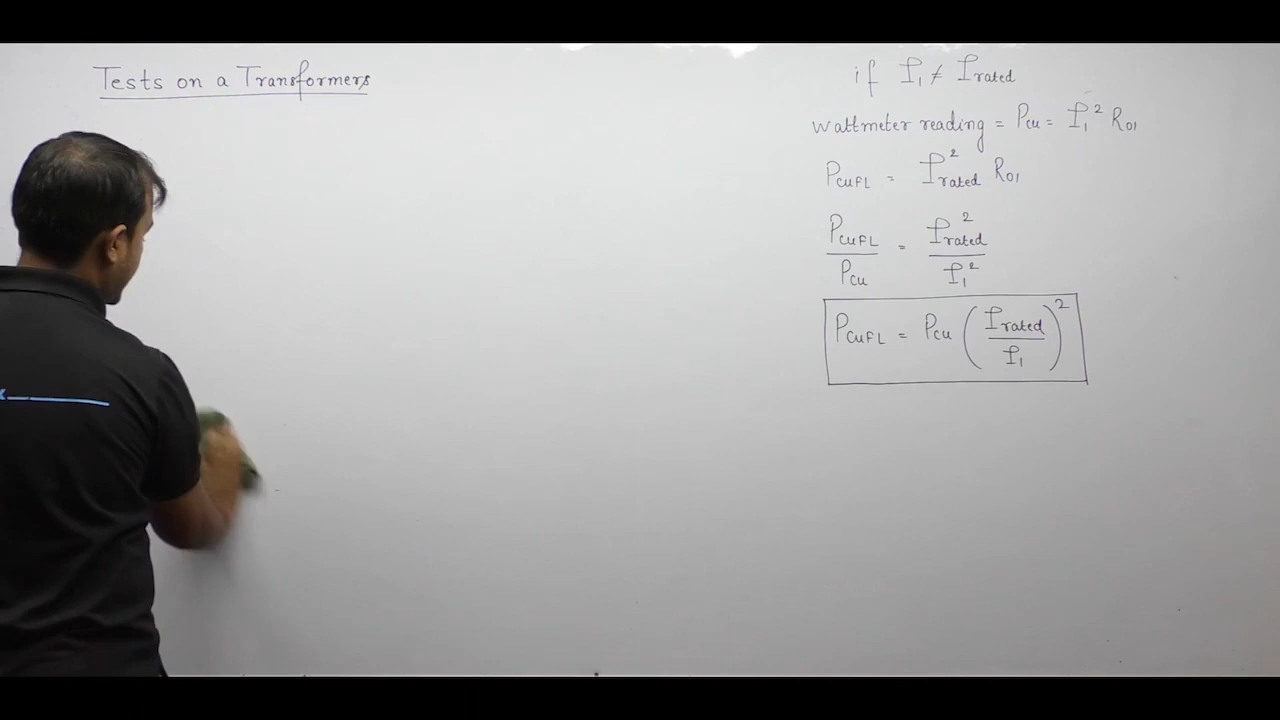 Tests on a Transformers
if I₁ ≠ Irated
wattmeter reading = Pcu = I₁² R₀₁
PcuFL = I²rated R₀₁
PcuFL / Pcu = I²rated / I₁²
PcuFL = Pcu (Irated / I₁)²